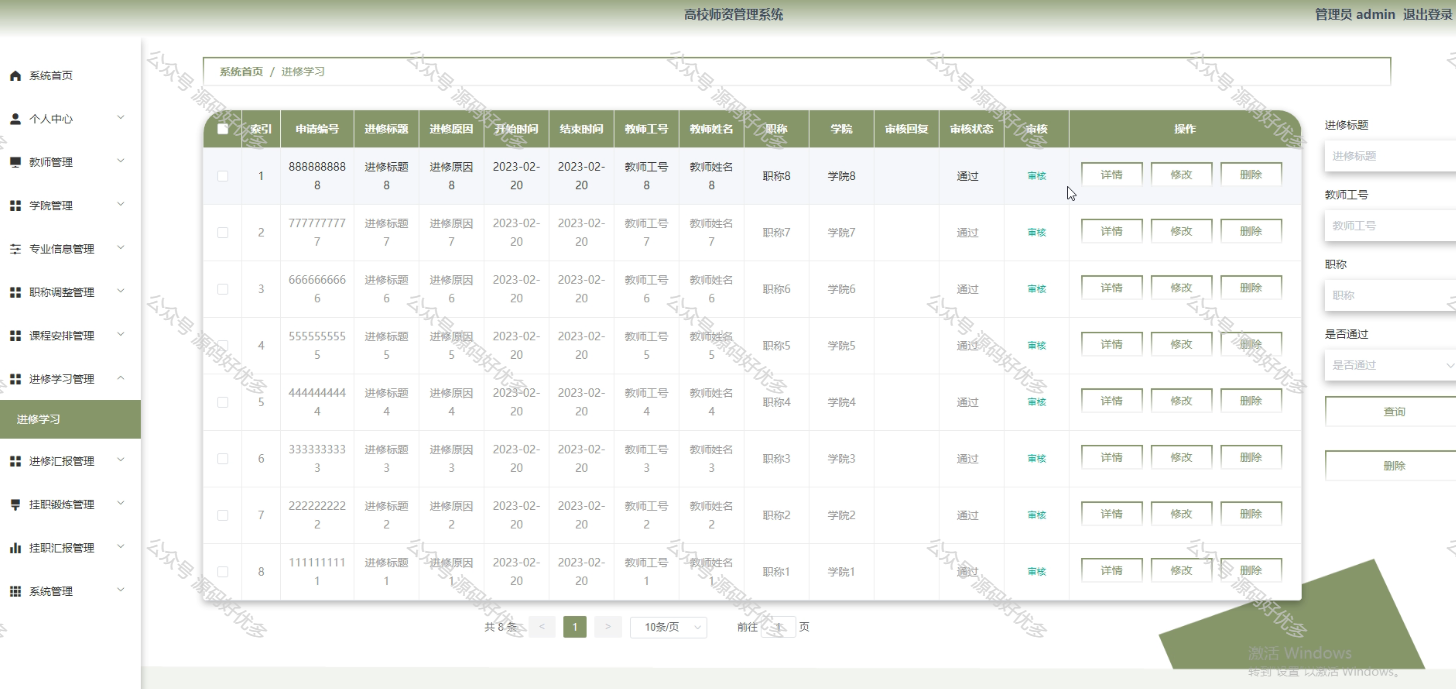 高校师资管理系统
管理员 admin 退出登录
系统首页
个人中心
教师管理
学院管理
专业信息管理
职称调整管理
课程安排管理
进修学习管理
进修学习
进修汇报管理
挂职锻炼管理
挂职汇报管理
系统管理
系统首页 / 进修学习
索引 申请编号 进修标题 进修原因 开始时间 结束时间 教师工号 教师姓名 职称 学院 审核回复 审核状态 审核 操作
1 8888888888 进修标题8 进修原因8 2023-02-20 2023-02-20 教师工号8 教师姓名8 职称8 学院8 通过 审核 详情 修改 删除
2 7777777777 进修标题7 进修原因7 2023-02-20 2023-02-20 教师工号7 教师姓名7 职称7 学院7 通过 审核 详情 修改 删除
3 6666666666 进修标题6 进修原因6 2023-02-20 2023-02-20 教师工号6 教师姓名6 职称6 学院6 通过 审核 详情 修改 删除
4 5555555555 进修标题5 进修原因5 2023-02-20 2023-02-20 教师工号5 教师姓名5 职称5 学院5 通过 审核 详情 修改 删除
5 4444444444 进修标题4 进修原因4 2023-02-20 2023-02-20 教师工号4 教师姓名4 职称4 学院4 通过 审核 详情 修改 删除
6 3333333333 进修标题3 进修原因3 2023-02-20 2023-02-20 教师工号3 教师姓名3 职称3 学院3 通过 审核 详情 修改 删除
7 2222222222 进修标题2 进修原因2 2023-02-20 2023-02-20 教师工号2 教师姓名2 职称2 学院2 通过 审核 详情 修改 删除
8 1111111111 进修标题1 进修原因1 2023-02-20 2023-02-20 教师工号1 教师姓名1 职称1 学院1 通过 审核 详情 修改 删除
共 8 条 < 1 > 10条/页 前往 1 页
进修标题
进修标题
教师工号
教师工号
职称
职称
是否通过
是否通过
查询
删除
公众号 源码好优多
激活 Windows
转到"设置"以激活 Windows。